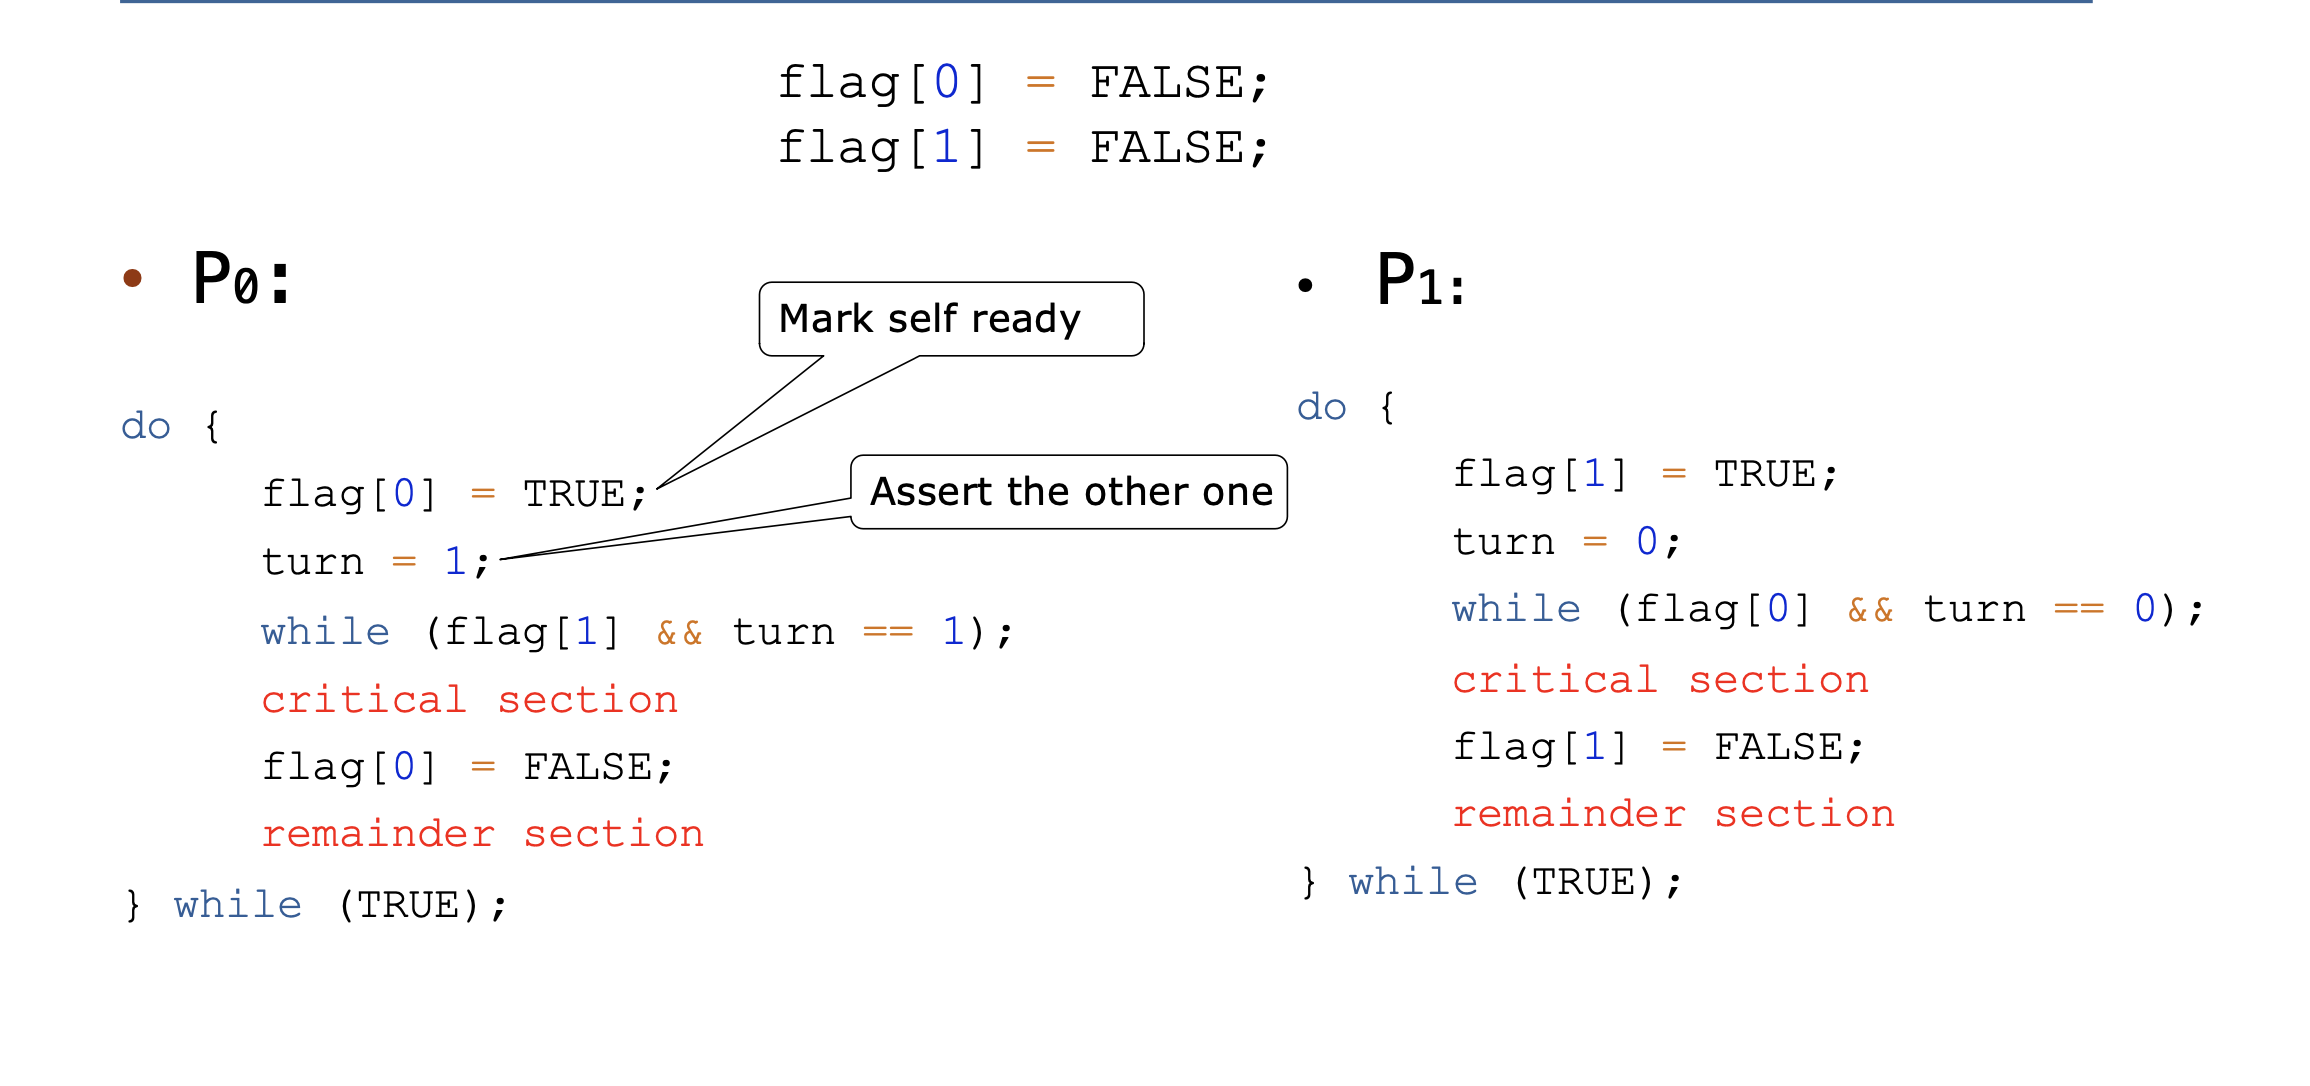 flag[0] = FALSE;
flag[1] = FALSE;
• P0:
Mark self ready
do {
flag[0] = TRUE;
Assert the other one
turn = 1;
while (flag[1] && turn == 1);
critical section
flag[0] = FALSE;
remainder section
} while (TRUE);
• P1:
do {
flag[1] = TRUE;
turn = 0;
while (flag[0] && turn == 0);
critical section
flag[1] = FALSE;
remainder section
} while (TRUE);